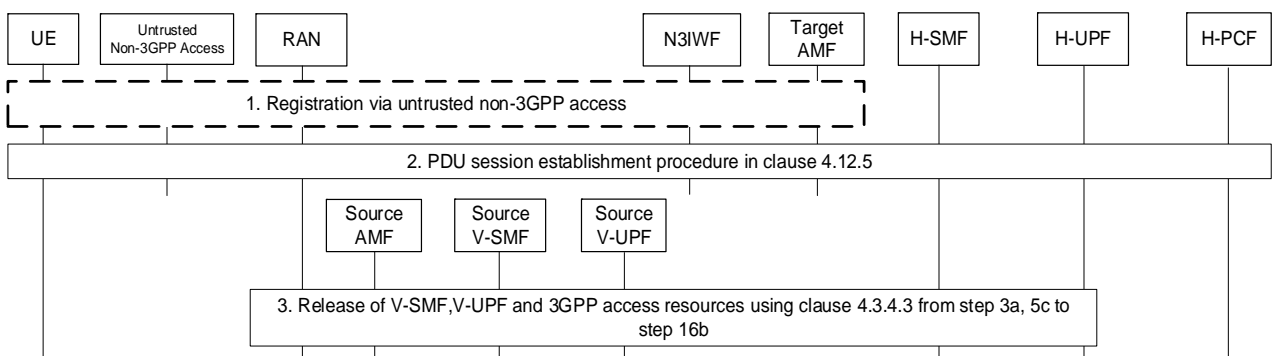 UE
Untrusted
Non-3GPP Access
RAN
N3IWF
Target
AMF
H-SMF
H-UPF
H-PCF
1. Registration via untrusted non-3GPP access
2. PDU session establishment procedure in clause 4.12.5
Source
AMF
Source
V-SMF
Source
V-UPF
3. Release of V-SMF,V-UPF and 3GPP access resources using clause 4.3.4.3 from step 3a, 5c to
step 16b